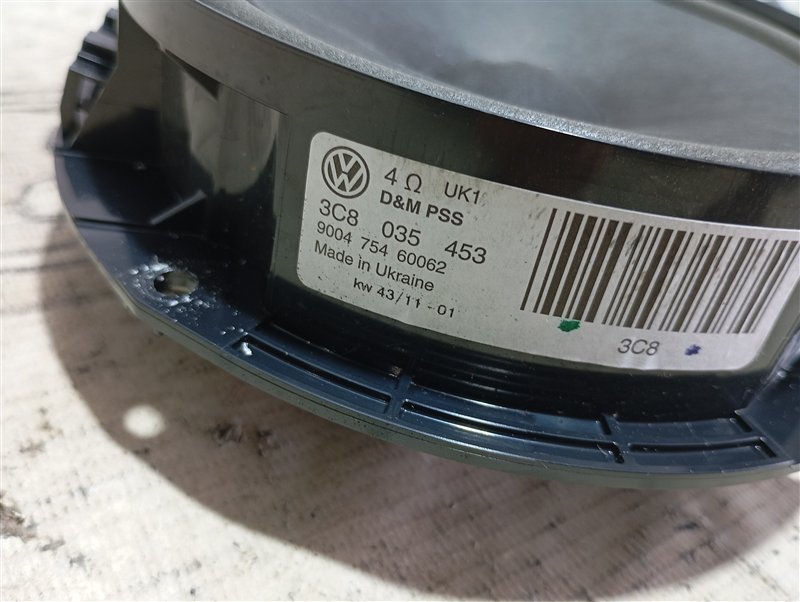 4 Ω UK1
D&M PSS
3C8 035 453
9004 754 60062
Made in Ukraine
kw 43/11 - 01
3C8